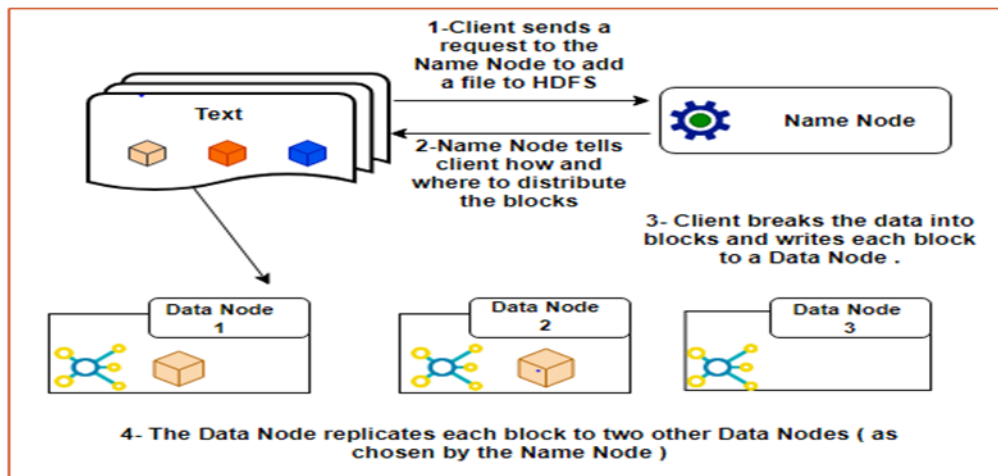 1-Client sends a
request to the
Name Node to add
a file to HDFS
Text
Name Node
2-Name Node tells
client how and
where to distribute
the blocks
3- Client breaks the data into
blocks and writes each block
to a Data Node .
Data Node
1
Data Node
2
Data Node
3
4- The Data Node replicates each block to two other Data Nodes ( as
chosen by the Name Node )